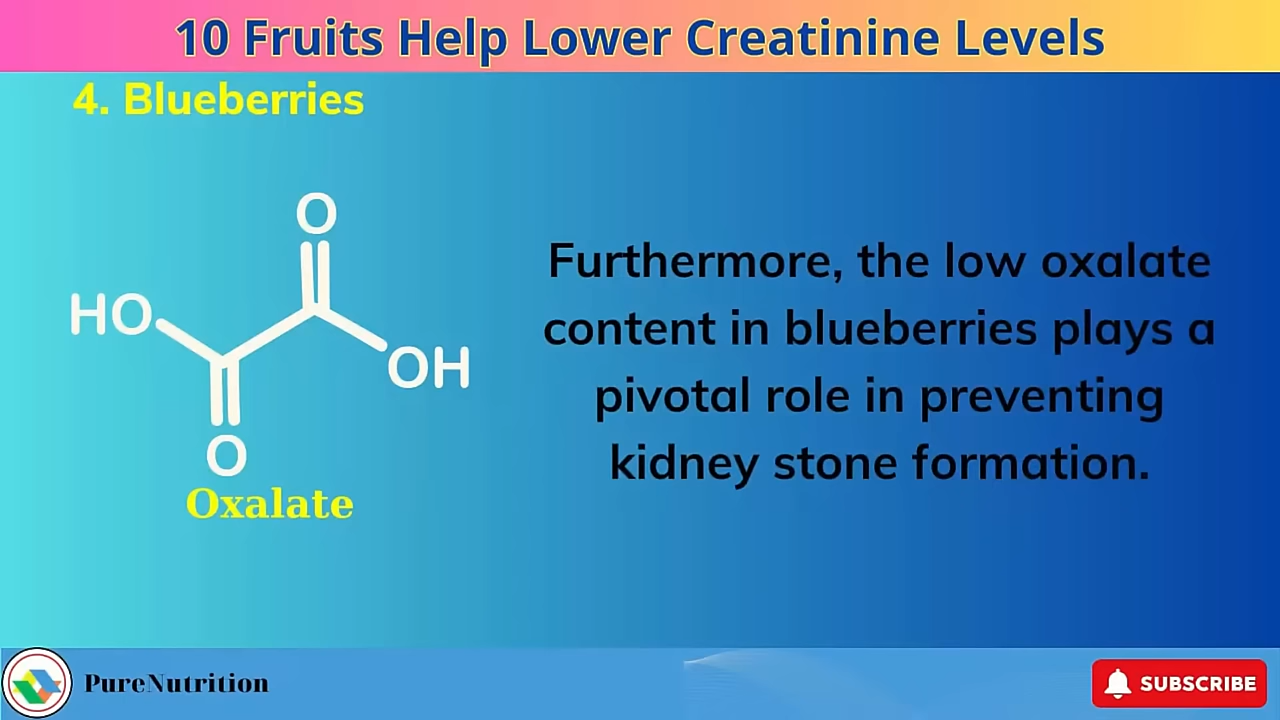 10 Fruits Help Lower Creatinine Levels
4. Blueberries
O
HO
OH
O
Oxalate
Furthermore, the low oxalate
content in blueberries plays a
pivotal role in preventing
kidney stone formation.
PureNutrition
SUBSCRIBE